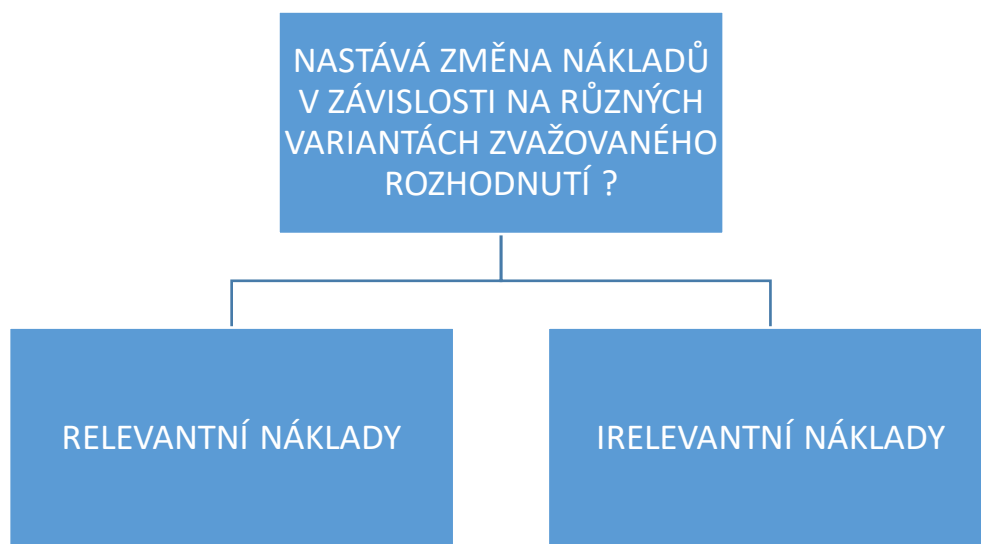 NASTÁVÁ ZMĚNA NÁKLADŮ
V ZÁVISLOSTI NA RŮZNÝCH
VARIANTÁCH ZVAŽOVANÉHO
ROZHODNUTÍ ?
RELEVANTNÍ NÁKLADY
IRELEVANTNÍ NÁKLADY